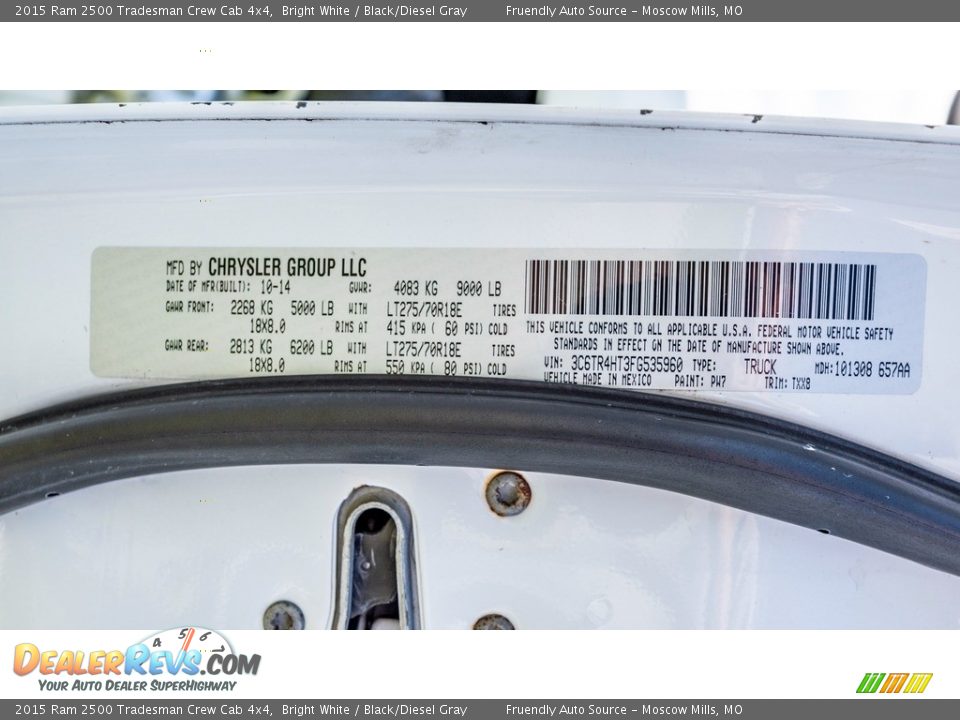 2015 Ram 2500 Tradesman Crew Cab 4x4, Bright White / Black/Diesel Gray Fruendly Auto Source - Moscow Mills, MO
MFD BY CHRYSLER GROUP LLC
DATE OF MFR(BUILT): 10-14 GVWR: 4083 KG 9000 LB
GAWR FRONT: 2268 KG 5000 LB WITH LT275/70R18E TIRES
18X8.0 RIMS AT 415 KPA ( 60 PSI) COLD
GAWR REAR: 2813 KG 6200 LB WITH LT275/70R18E TIRES
18X8.0 RIMS AT 550 KPA ( 80 PSI) COLD
THIS VEHICLE CONFORMS TO ALL APPLICABLE U.S.A. FEDERAL MOTOR VEHICLE SAFETY
STANDARDS IN EFFECT ON THE DATE OF MANUFACTURE SHOWN ABOVE.
VIN: 3C6TR4HT3FG535960 TYPE: TRUCK MDH: 101308 657AA
VEHICLE MADE IN MEXICO PAINT: PW7 TRIM: TXX8
4 5 6 7
DealerRevs.com
Your Auto Dealer SuperHighway
2015 Ram 2500 Tradesman Crew Cab 4x4, Bright White / Black/Diesel Gray Fruendly Auto Source - Moscow Mills, MO